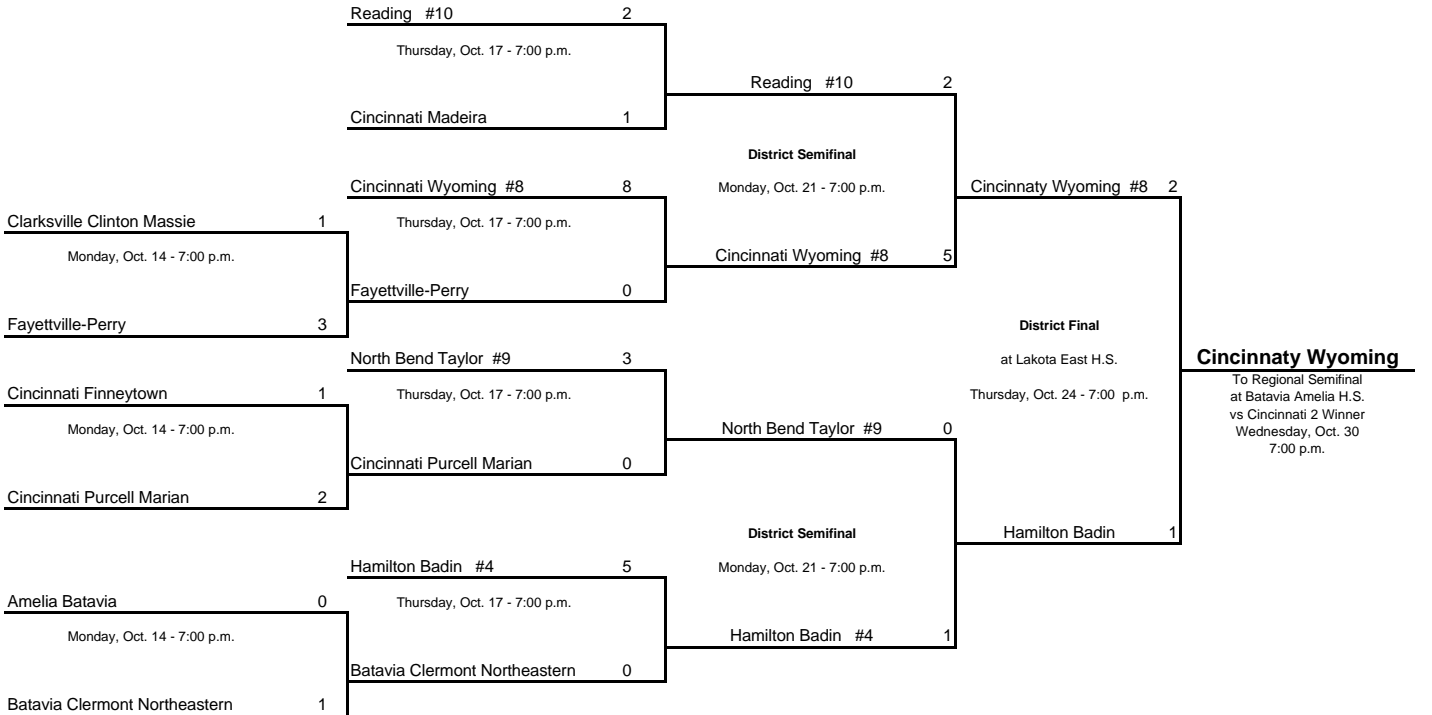 Reading #10 2
Thursday, Oct. 17 - 7:00 p.m.
Reading #10 2
Cincinnati Madeira 1
District Semifinal
Cincinnati Wyoming #8 8
Monday, Oct. 21 - 7:00 p.m.
Cincinnaty Wyoming #8 2
Clarksville Clinton Massie 1
Thursday, Oct. 17 - 7:00 p.m.
Monday, Oct. 14 - 7:00 p.m.
Cincinnati Wyoming #8 5
Fayettville-Perry 0
Fayettville-Perry 3
District Final
North Bend Taylor #9 3
at Lakota East H.S.
Cincinnaty Wyoming
To Regional Semifinal
at Batavia Amelia H.S.
vs Cincinnati 2 Winner
Wednesday, Oct. 30
7:00 p.m.
Cincinnati Finneytown 1
Thursday, Oct. 17 - 7:00 p.m.
Thursday, Oct. 24 - 7:00 p.m.
Monday, Oct. 14 - 7:00 p.m.
North Bend Taylor #9 0
Cincinnati Purcell Marian 0
Cincinnati Purcell Marian 2
District Semifinal
Hamilton Badin 1
Hamilton Badin #4 5
Monday, Oct. 21 - 7:00 p.m.
Amelia Batavia 0
Thursday, Oct. 17 - 7:00 p.m.
Monday, Oct. 14 - 7:00 p.m.
Hamilton Badin #4 1
Batavia Clermont Northeastern 0
Batavia Clermont Northeastern 1